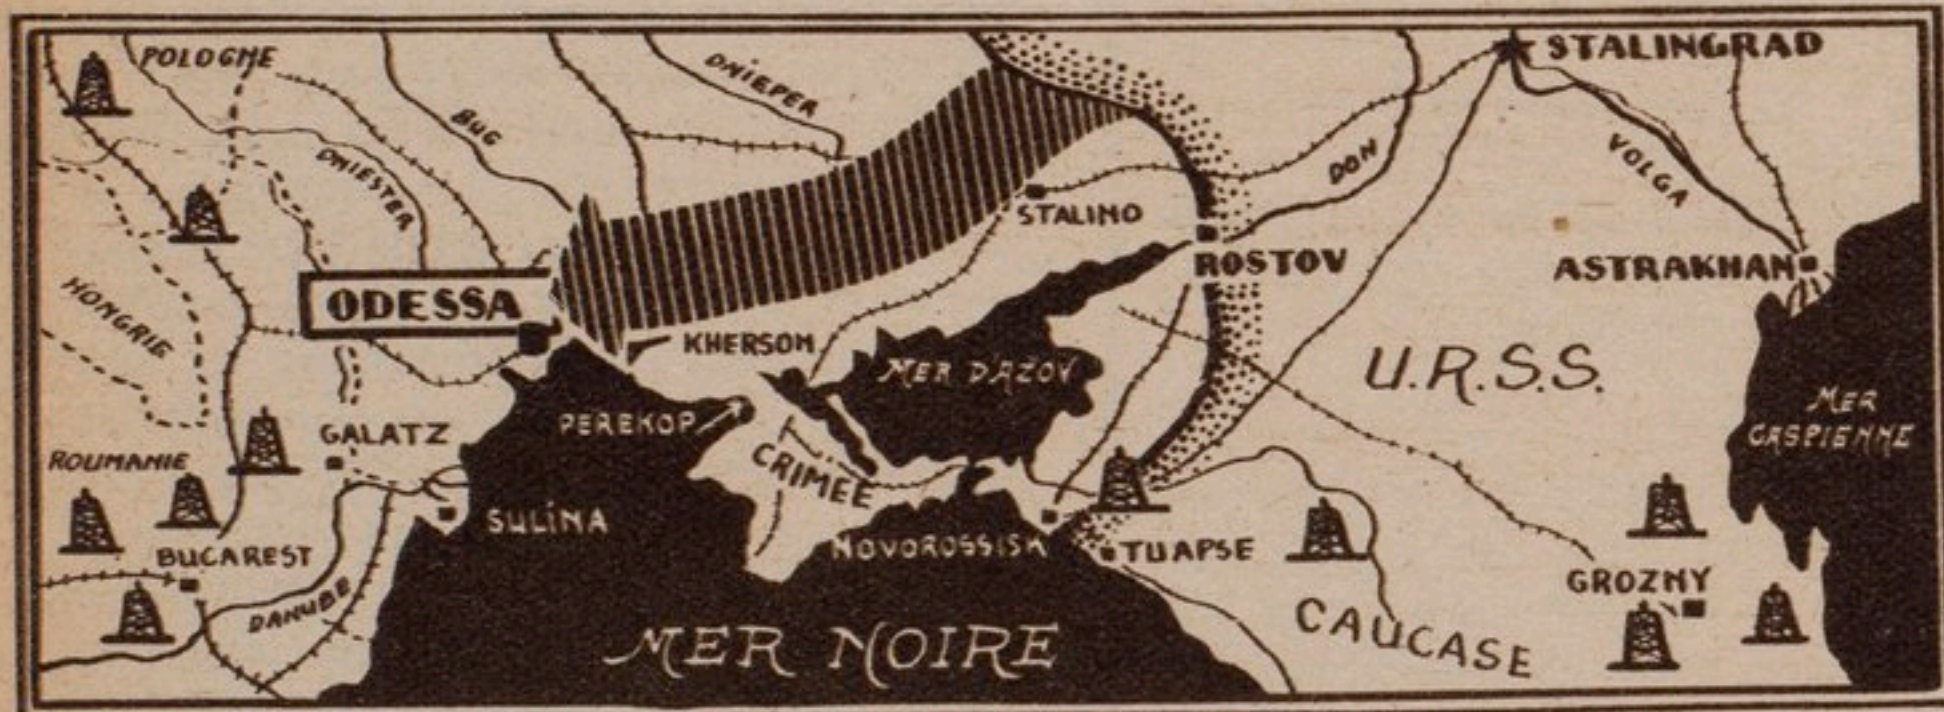 POLOGNE
BUG
DNIEPER
STALINGRAD
DNIESTER
DON
VOLGA
STALINO
HONGRIE
ODESSA
ROSTOV
ASTRAKHAN
KHERSON
MER D'AZOV
U.R.S.S.
PEREKOP
MER
CASPIENNE
GALATZ
ROUMANIE
CRIMEE
SULINA
NOVOROSSISK
TUAPSE
BUCAREST
GROZNY
DANUBE
CAUCASE
MER NOIRE